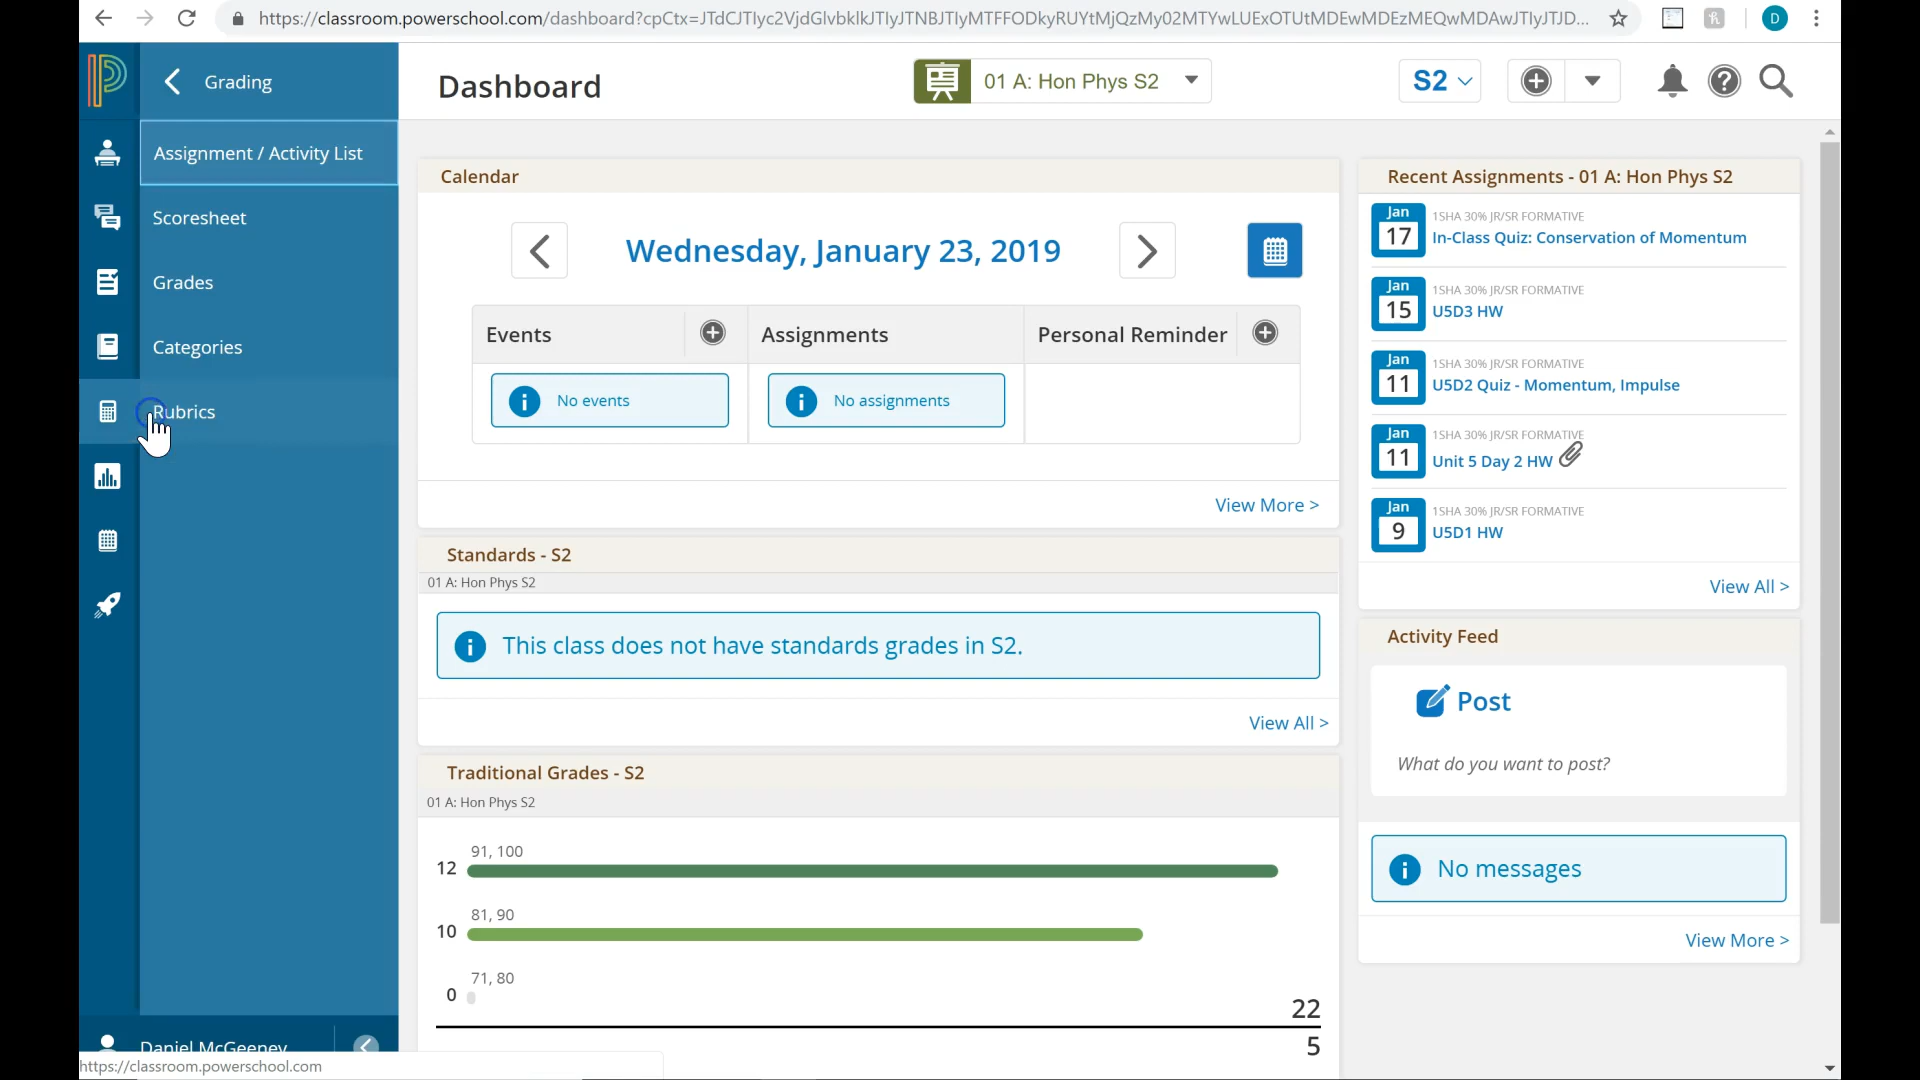 https://classroom.powerschool.com/dashboard?cpCtx=JTdCJTIyc2VjdGlvbklkJTIyJTNBJTIyMTFFODkyRUYtMjQzMy02MTYwLUExOTUtMDEwMDEzMEQwMDAwJTIyJTJD...
D
Grading
Dashboard
01 A: Hon Phys S2
S2
Assignment / Activity List
Scoresheet
Grades
Categories
Rubrics
Calendar
Wednesday, January 23, 2019
Events
Assignments
Personal Reminder
No events
No assignments
View More >
Standards - S2
01 A: Hon Phys S2
This class does not have standards grades in S2.
View All >
Traditional Grades - S2
01 A: Hon Phys S2
91, 100
12
81, 90
10
71, 80
0
22
5
Recent Assignments - 01 A: Hon Phys S2
Jan
17
1SHA 30% JR/SR FORMATIVE
In-Class Quiz: Conservation of Momentum
Jan
15
1SHA 30% JR/SR FORMATIVE
U5D3 HW
Jan
11
1SHA 30% JR/SR FORMATIVE
U5D2 Quiz - Momentum, Impulse
Jan
11
1SHA 30% JR/SR FORMATIVE
Unit 5 Day 2 HW
Jan
9
1SHA 30% JR/SR FORMATIVE
U5D1 HW
View All >
Activity Feed
Post
What do you want to post?
No messages
View More >
Daniel McGeeney
https://classroom.powerschool.com